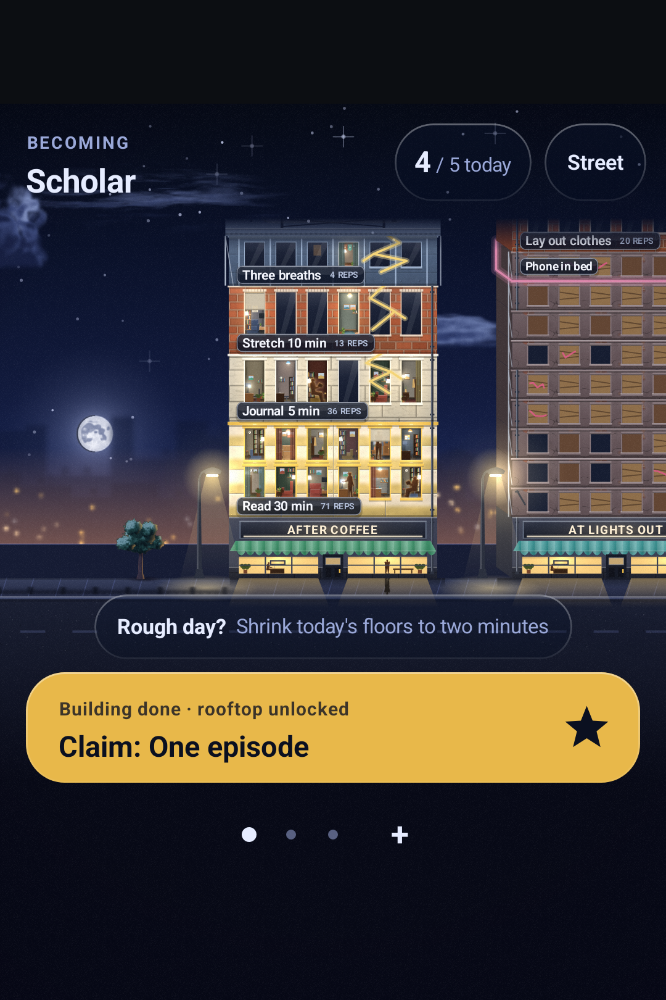 BECOMING
Scholar
4 / 5 today
Street
Three breaths 4 REPS
Stretch 10 min 13 REPS
Journal 5 min 36 REPS
Read 30 min 71 REPS
AFTER COFFEE
Lay out clothes 20 REPS
Phone in bed
AT LIGHTS OUT
Rough day? Shrink today's floors to two minutes
Building done · rooftop unlocked
Claim: One episode
+